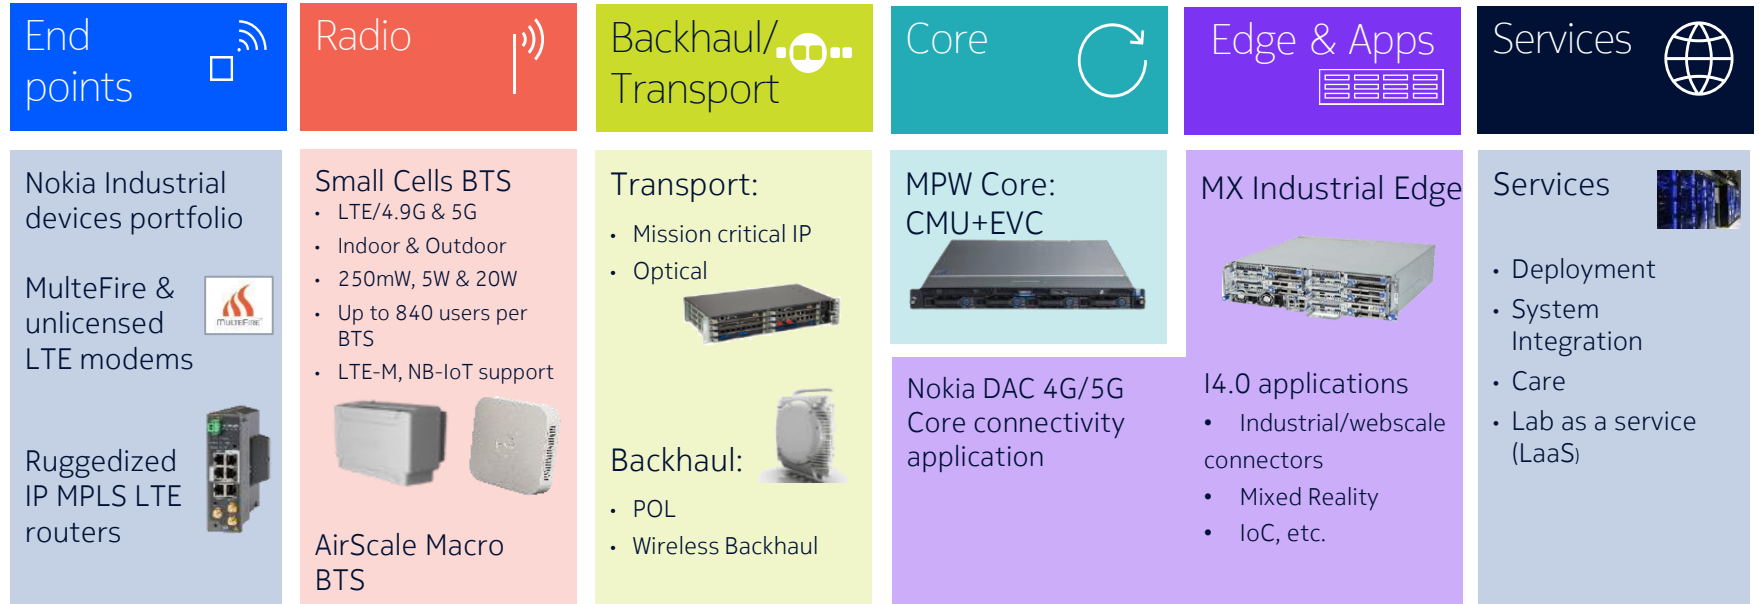 End
points
Nokia Industrial
devices portfolio
MulteFire &
unlicensed
LTE modems
MULTEFIRE
Ruggedized
IP MPLS LTE
routers
Radio
Small Cells BTS
• LTE/4.9G & 5G
• Indoor & Outdoor
• 250mW, 5W & 20W
• Up to 840 users per
BTS
• LTE-M, NB-IoT support
AirScale Macro
BTS
Backhaul/
Transport
Transport:
• Mission critical IP
• Optical
Backhaul:
• POL
• Wireless Backhaul
Core
MPW Core:
CMU+EVC
Nokia DAC 4G/5G
Core connectivity
application
Edge & Apps
MX Industrial Edge
I4.0 applications
• Industrial/webscale
connectors
• Mixed Reality
• IoC, etc.
Services
Services
• Deployment
• System
Integration
• Care
• Lab as a service
(LaaS)